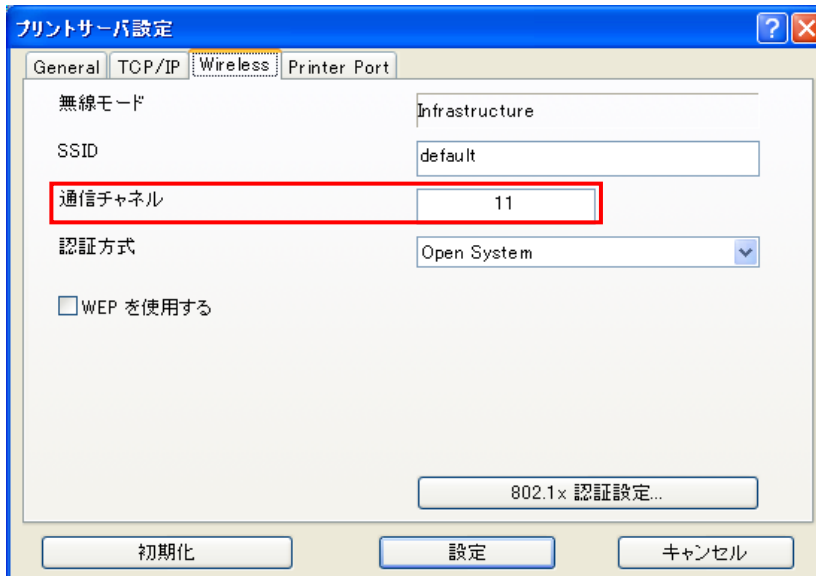 プリントサーバ設定
General TCP/IP Wireless Printer Port
無線モード Infrastructure
SSID default
通信チャネル 11
認証方式 Open System
WEP を使用する
802.1x 認証設定...
初期化 設定 キャンセル